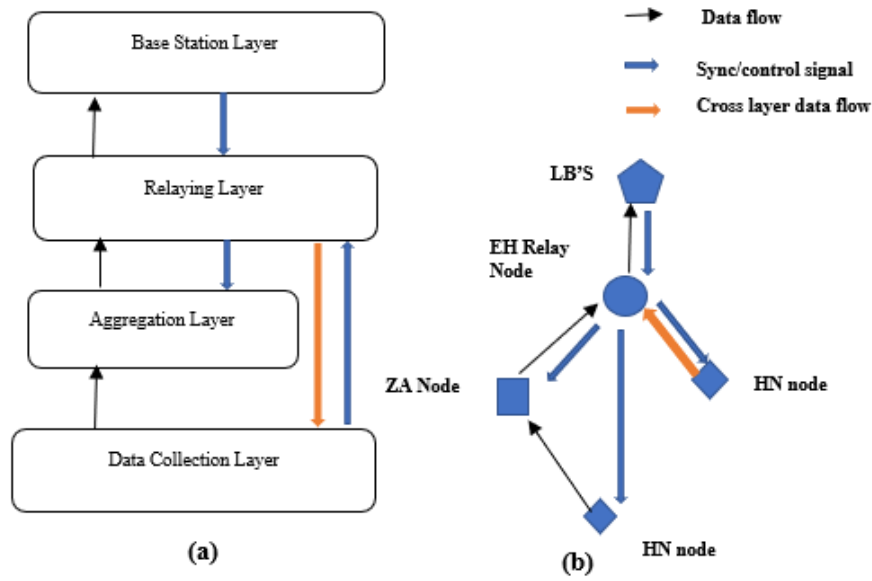 Base Station Layer
Relaying Layer
Aggregation Layer
Data Collection Layer
(a)
Data flow
Sync/control signal
Cross layer data flow
LB'S
EH Relay
Node
ZA Node
HN node
HN node
(b)